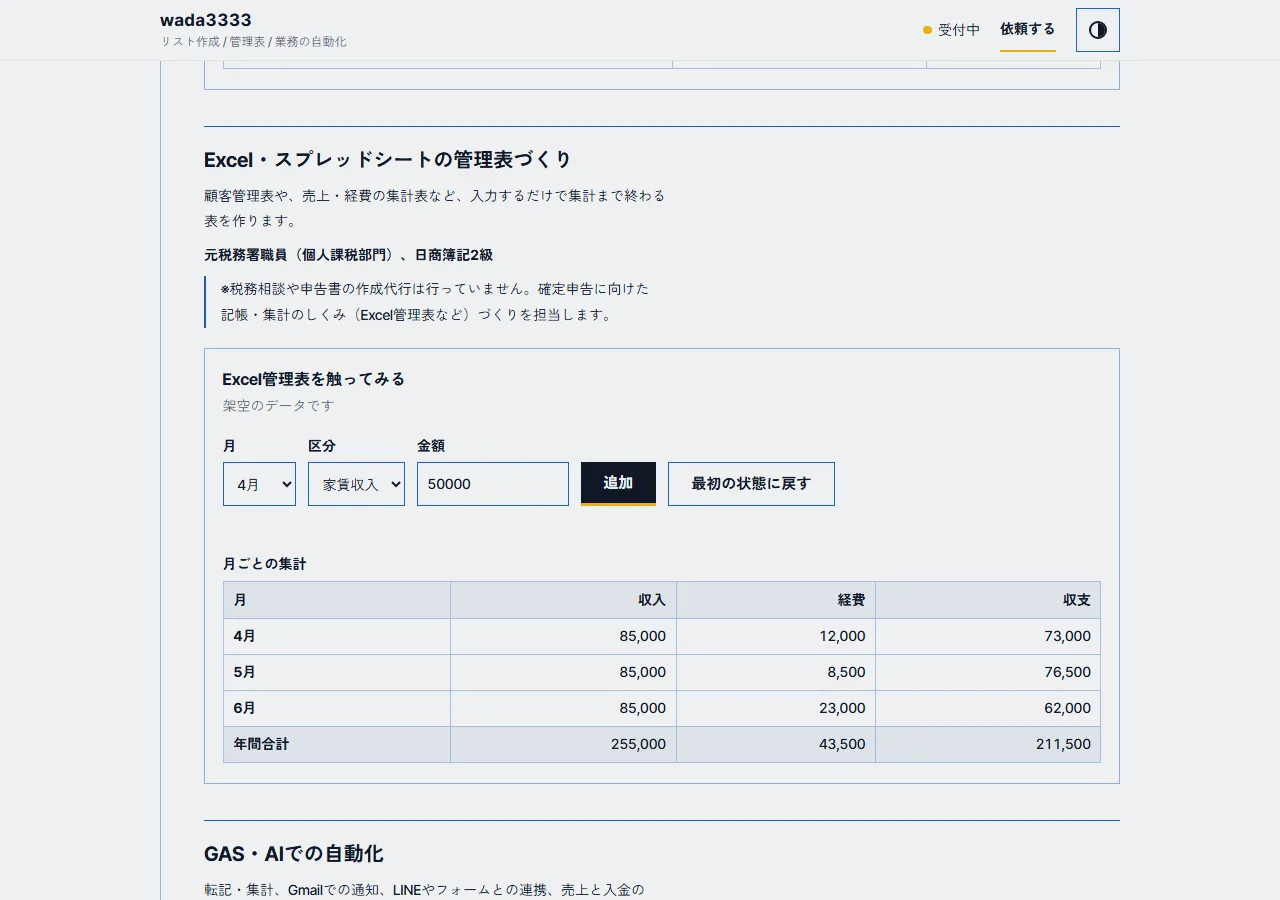 wada3333
リスト作成 / 管理表 / 業務の自動化
受付中
依頼する
Excel・スプレッドシートの管理表づくり
顧客管理表や、売上・経費の集計表など、入力するだけで集計まで終わる
表を作ります。
元税務署職員（個人課税部門）、日商簿記2級
※税務相談や申告書の作成代行は行っていません。確定申告に向けた
記帳・集計のしくみ（Excel管理表など）づくりを担当します。
Excel管理表を触ってみる
架空のデータです
月 区分 金額
4月 家賃収入 50000 追加 最初の状態に戻す
月ごとの集計
月 収入 経費 収支
4月 85,000 12,000 73,000
5月 85,000 8,500 76,500
6月 85,000 23,000 62,000
年間合計 255,000 43,500 211,500
GAS・AIでの自動化
転記・集計、Gmailでの通知、LINEやフォームとの連携、売上と入金の